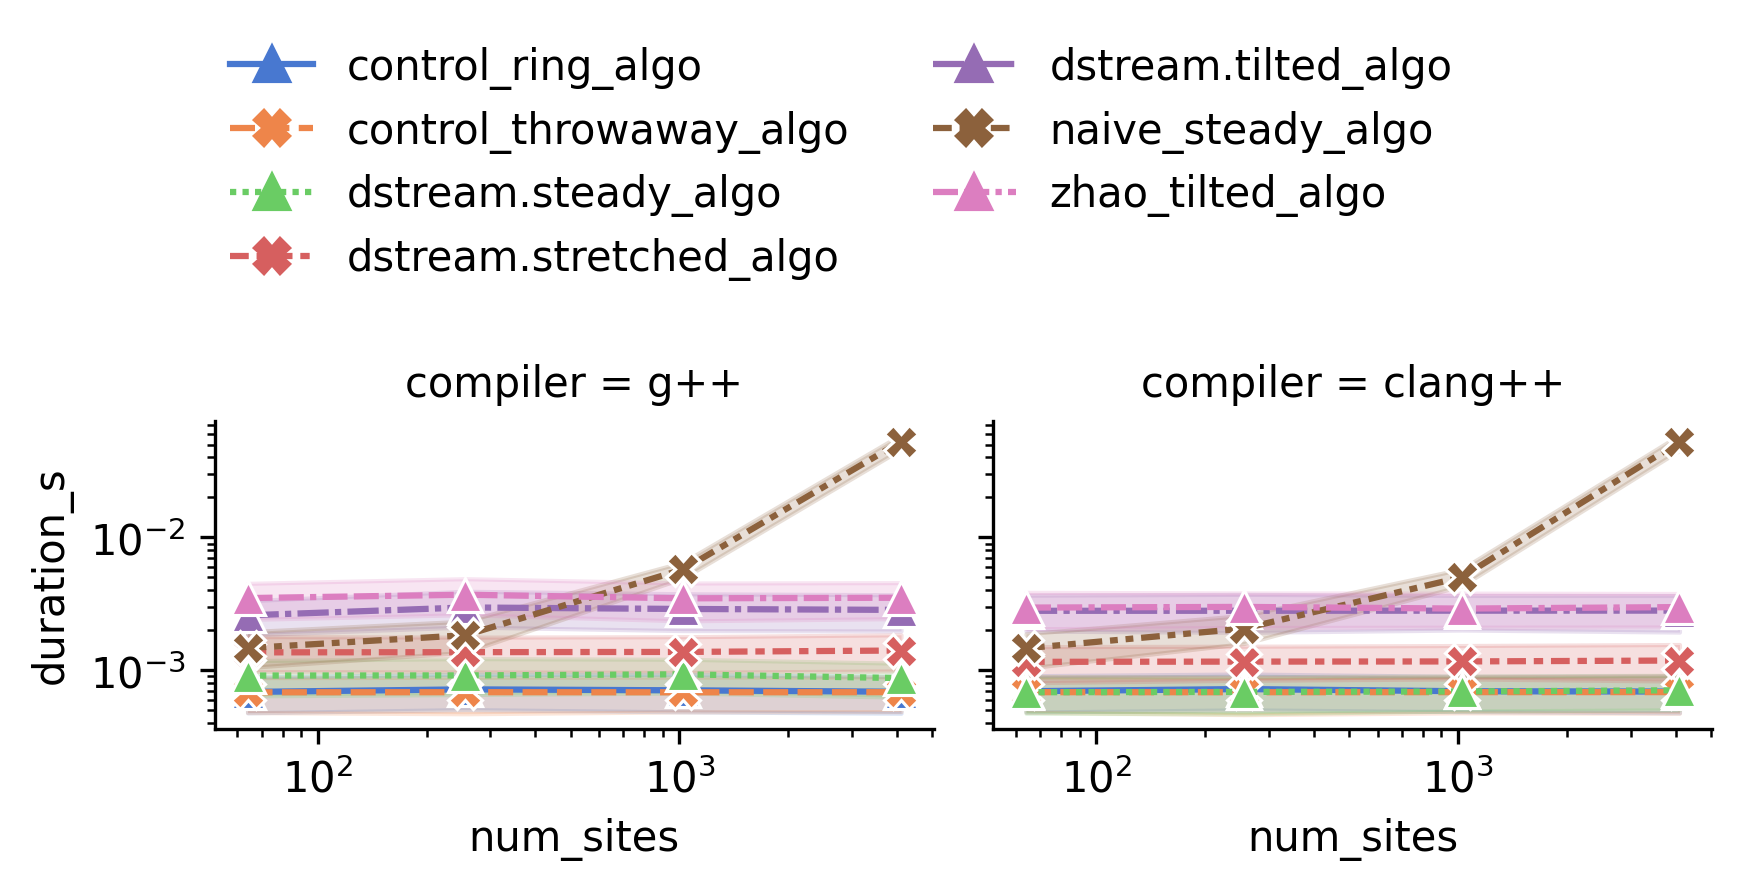 control_ring_algo
control_throwaway_algo
dstream.steady_algo
dstream.stretched_algo
dstream.tilted_algo
naive_steady_algo
zhao_tilted_algo
compiler = g++
compiler = clang++
duration_s
10⁻²
10⁻³
10²
10³
10²
10³
num_sites
num_sites